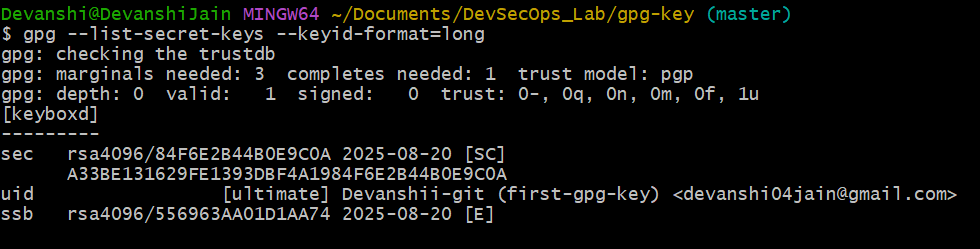 Devanshi@DevanshiJain MINGW64 ~/Documents/DevSecOps_Lab/gpg-key (master)
$ gpg --list-secret-keys --keyid-format=long
gpg: checking the trustdb
gpg: marginals needed: 3  completes needed: 1  trust model: pgp
gpg: depth: 0  valid:   1  signed:   0  trust: 0-, 0q, 0n, 0m, 0f, 1u
[keyboxd]
---------
sec   rsa4096/84F6E2B44B0E9C0A 2025-08-20 [SC]
      A33BE131629FE1393DBF4A1984F6E2B44B0E9C0A
uid                 [ultimate] Devanshii-git (first-gpg-key) <devanshi04jain@gmail.com>
ssb   rsa4096/556963AA01D1AA74 2025-08-20 [E]